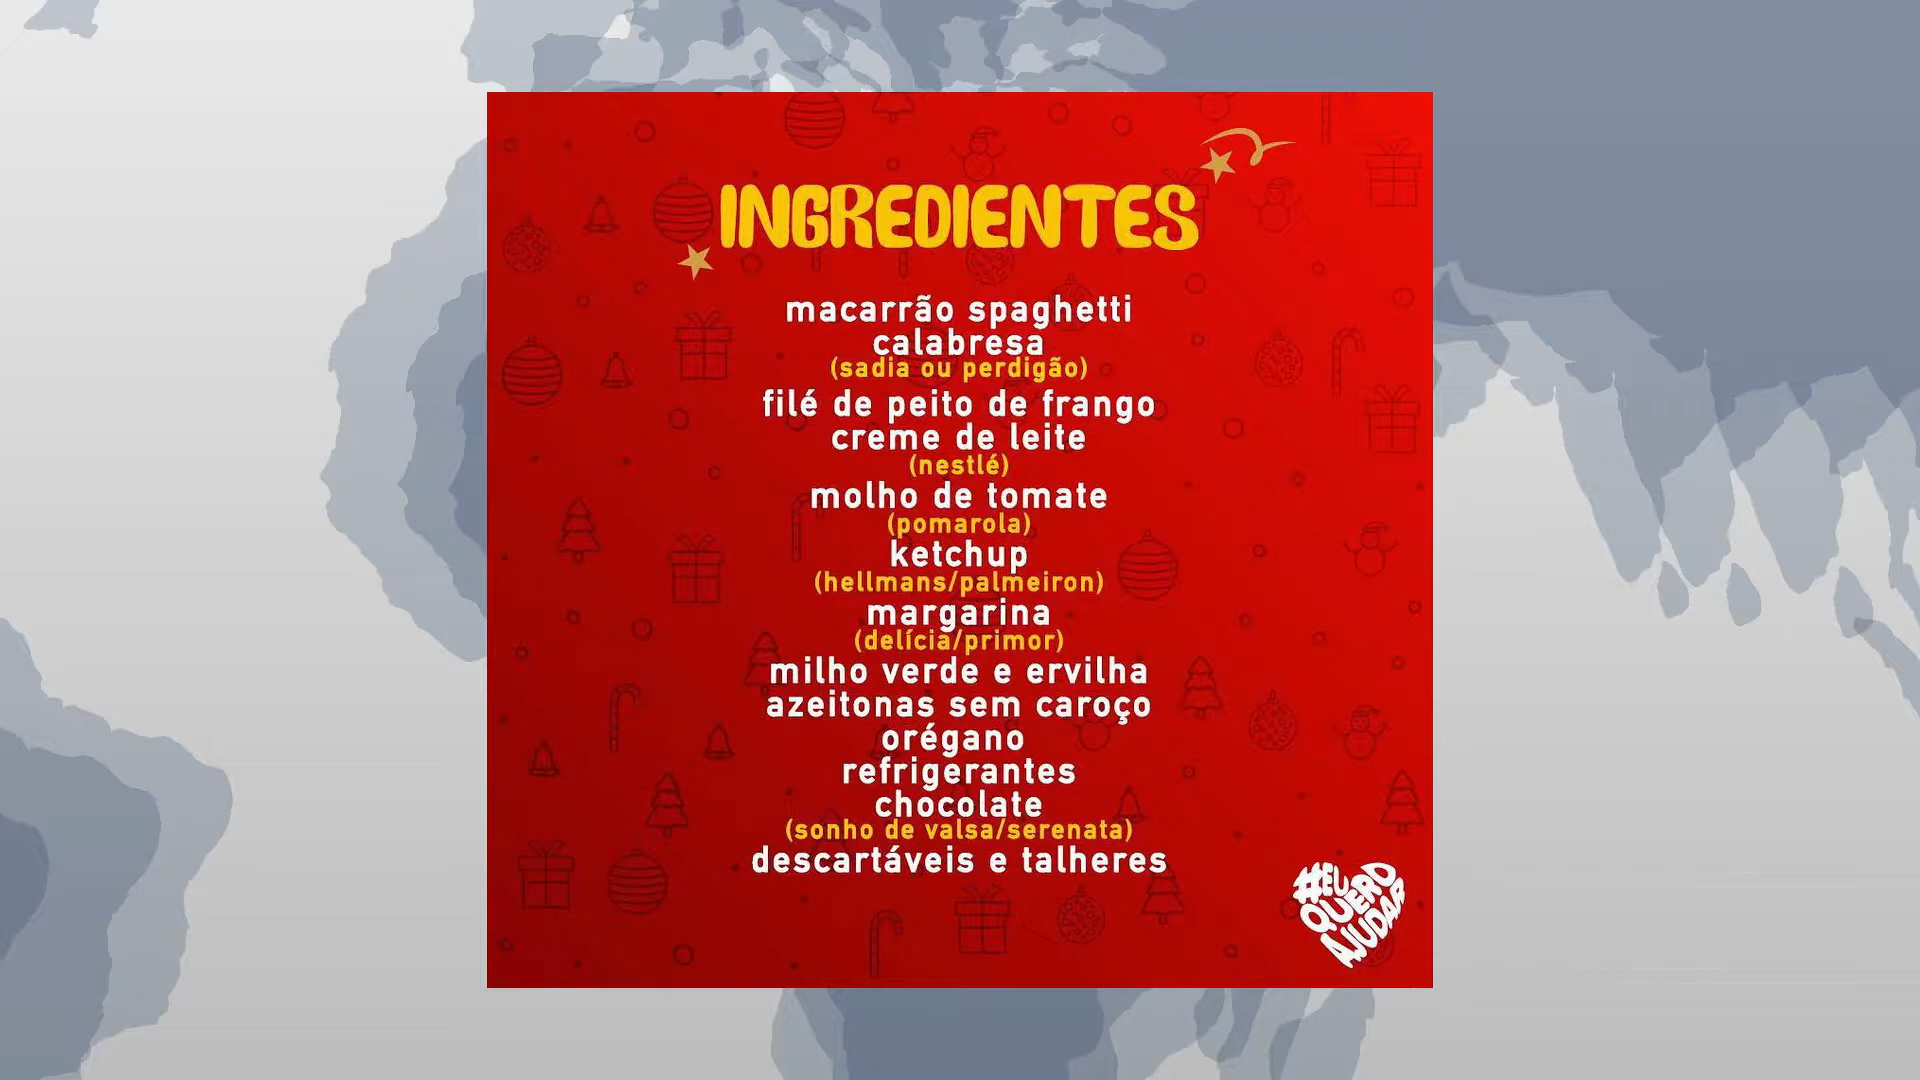 INGREDIENTES
macarrão spaghetti
calabresa
(sadia ou perdigão)
filé de peito de frango
creme de leite
(nestlé)
molho de tomate
(pomarola)
ketchup
(hellmans/palmeiron)
margarina
(delícia/primor)
milho verde e ervilha
azeitonas sem caroço
orégano
refrigerantes
chocolate
(sonho de valsa/serenata)
descartáveis e talheres
#EU
QUERO
AJUDAR